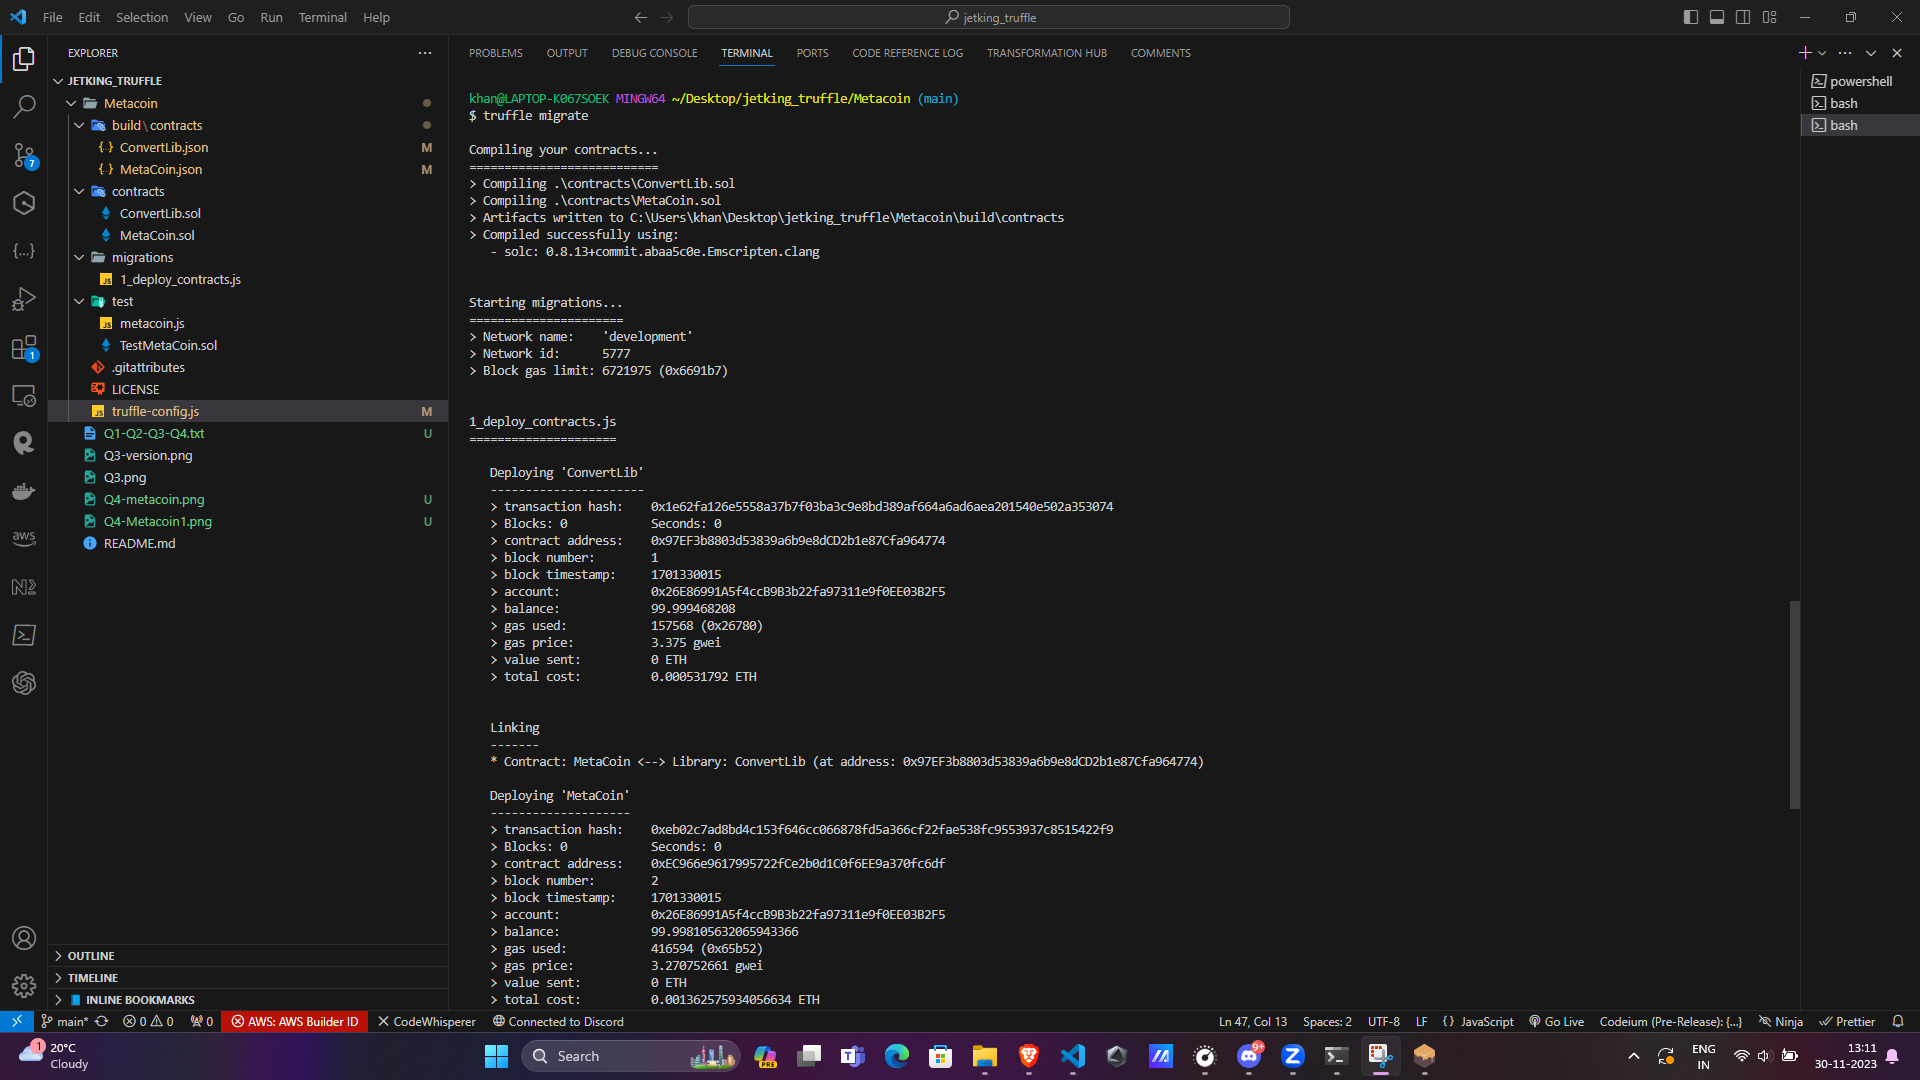 File Edit Selection View Go Run Terminal Help
jetking_truffle
EXPLORER
JETKING_TRUFFLE
Metacoin
build\contracts
ConvertLib.json M
MetaCoin.json M
contracts
ConvertLib.sol
MetaCoin.sol
migrations
1_deploy_contracts.js
test
metacoin.js
TestMetaCoin.sol
.gitattributes
LICENSE
truffle-config.js M
Q1-Q2-Q3-Q4.txt U
Q3-version.png
Q3.png
Q4-metacoin.png U
Q4-Metacoin1.png U
README.md
OUTLINE
TIMELINE
INLINE BOOKMARKS
7
1
aws
PROBLEMS OUTPUT DEBUG CONSOLE TERMINAL PORTS CODE REFERENCE LOG TRANSFORMATION HUB COMMENTS
khan@LAPTOP-K067SOEK MINGW64 ~/Desktop/jetking_truffle/Metacoin (main)
$ truffle migrate
Compiling your contracts...
===========================
> Compiling .\contracts\ConvertLib.sol
> Compiling .\contracts\MetaCoin.sol
> Artifacts written to C:\Users\khan\Desktop\jetking_truffle\Metacoin\build\contracts
> Compiled successfully using:
- solc: 0.8.13+commit.abaa5c0e.Emscripten.clang
Starting migrations...
======================
> Network name: 'development'
> Network id: 5777
> Block gas limit: 6721975 (0x6691b7)
1_deploy_contracts.js
=====================
Deploying 'ConvertLib'
----------------------
> transaction hash: 0x1e62fa126e5558a37b7f03ba3c9e8bd389af664a6ad6aea201540e502a353074
> Blocks: 0 Seconds: 0
> contract address: 0x97EF3b8803d53839a6b9e8dCD2b1e87Cfa964774
> block number: 1
> block timestamp: 1701330015
> account: 0x26E86991A5f4ccB9B3b22fa97311e9f0EE03B2F5
> balance: 99.999468208
> gas used: 157568 (0x26780)
> gas price: 3.375 gwei
> value sent: 0 ETH
> total cost: 0.000531792 ETH
Linking
-------
* Contract: MetaCoin <--> Library: ConvertLib (at address: 0x97EF3b8803d53839a6b9e8dCD2b1e87Cfa964774)
Deploying 'MetaCoin'
--------------------
> transaction hash: 0xeb02c7ad8bd4c153f646cc066878fd5a366cf22fae538fc9553937c8515422f9
> Blocks: 0 Seconds: 0
> contract address: 0xEC966e9617995722fCe2b0d1C0f6EE9a370fc6df
> block number: 2
> block timestamp: 1701330015
> account: 0x26E86991A5f4ccB9B3b22fa97311e9f0EE03B2F5
> balance: 99.998105632065943366
> gas used: 416594 (0x65b52)
> gas price: 3.270752661 gwei
> value sent: 0 ETH
> total cost: 0.001362575934056634 ETH
powershell
bash
bash
main* 0 0 0 AWS: AWS Builder ID CodeWhisperer Connected to Discord Ln 47, Col 13 Spaces: 2 UTF-8 LF JavaScript Go Live Codeium (Pre-Release): {...} Ninja Prettier
1
20°C
Cloudy
Search
PRE
9+
ENG
IN
13:11
30-11-2023